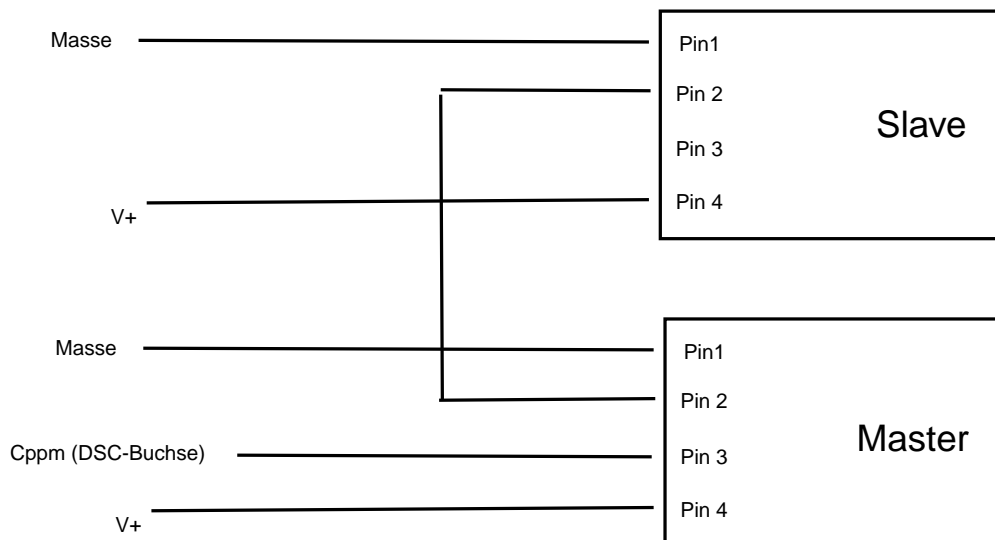 Masse
Pin1
Pin 2
Slave
Pin 3
Pin 4
V+
Masse
Pin1
Pin 2
Master
Cppm (DSC-Buchse)
Pin 3
Pin 4
V+